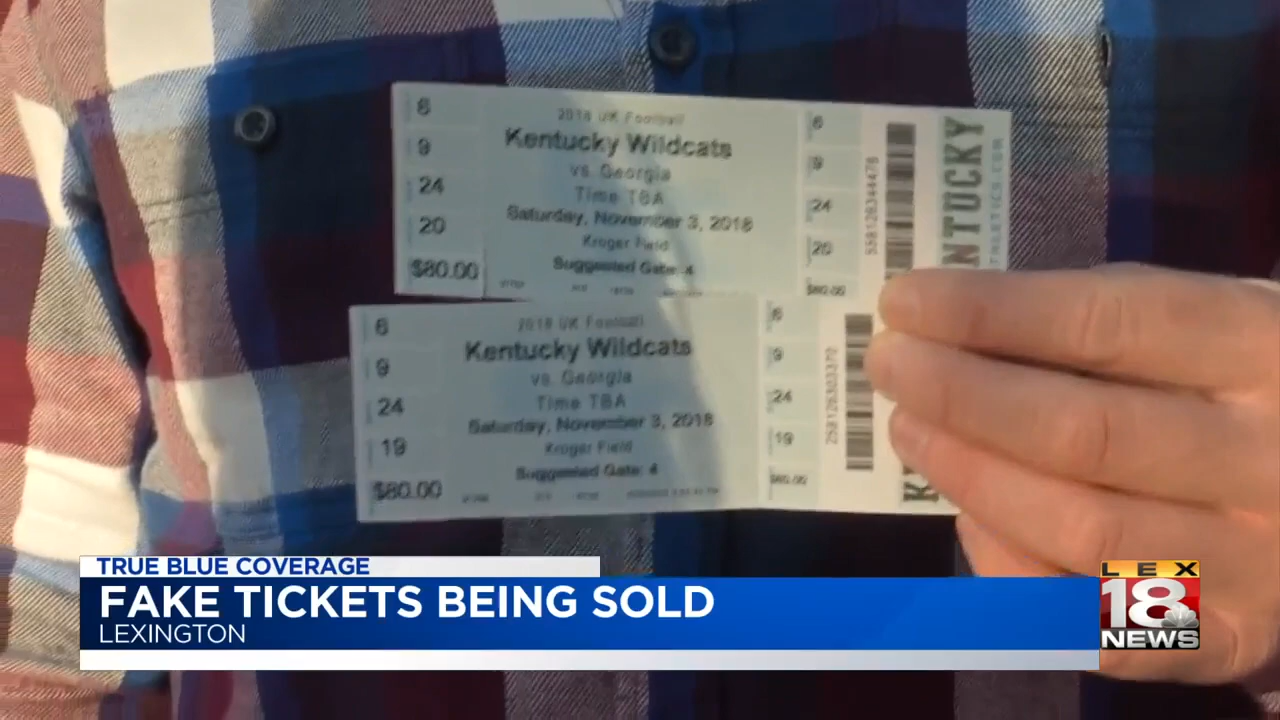 6
9
24
20
$80.00
2018 UK Football
Kentucky Wildcats
vs. Georgia
Time TBA
Saturday, November 3, 2018
Kroger Field
Suggested Gate: 4
6
9
24
20
$80.00
NTUCKY
6
9
24
19
$80.00
2018 UK Football
Kentucky Wildcats
vs. Georgia
Time TBA
Saturday, November 3, 2018
Kroger Field
Suggested Gate: 4
6
9
24
19
$80.00
TRUE BLUE COVERAGE
FAKE TICKETS BEING SOLD
LEXINGTON
LEX
18
NEWS